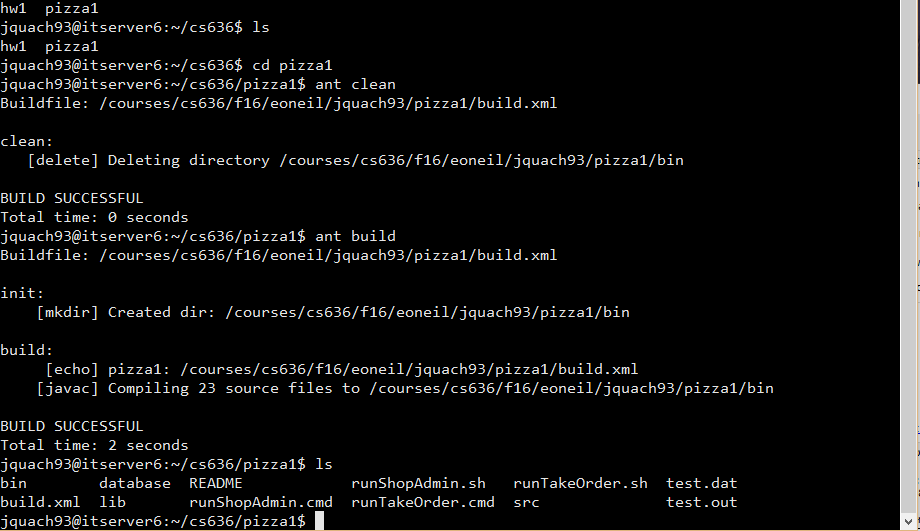 hw1  pizza1
jquach93@itserver6:~/cs636$ ls
hw1  pizza1
jquach93@itserver6:~/cs636$ cd pizza1
jquach93@itserver6:~/cs636/pizza1$ ant clean
Buildfile: /courses/cs636/f16/eoneil/jquach93/pizza1/build.xml
clean:
   [delete] Deleting directory /courses/cs636/f16/eoneil/jquach93/pizza1/bin
BUILD SUCCESSFUL
Total time: 0 seconds
jquach93@itserver6:~/cs636/pizza1$ ant build
Buildfile: /courses/cs636/f16/eoneil/jquach93/pizza1/build.xml
init:
    [mkdir] Created dir: /courses/cs636/f16/eoneil/jquach93/pizza1/bin
build:
     [echo] pizza1: /courses/cs636/f16/eoneil/jquach93/pizza1/build.xml
    [javac] Compiling 23 source files to /courses/cs636/f16/eoneil/jquach93/pizza1/bin
BUILD SUCCESSFUL
Total time: 2 seconds
jquach93@itserver6:~/cs636/pizza1$ ls
bin        database  README            runShopAdmin.sh   runTakeOrder.sh  test.dat
build.xml  lib       runShopAdmin.cmd  runTakeOrder.cmd  src              test.out
jquach93@itserver6:~/cs636/pizza1$